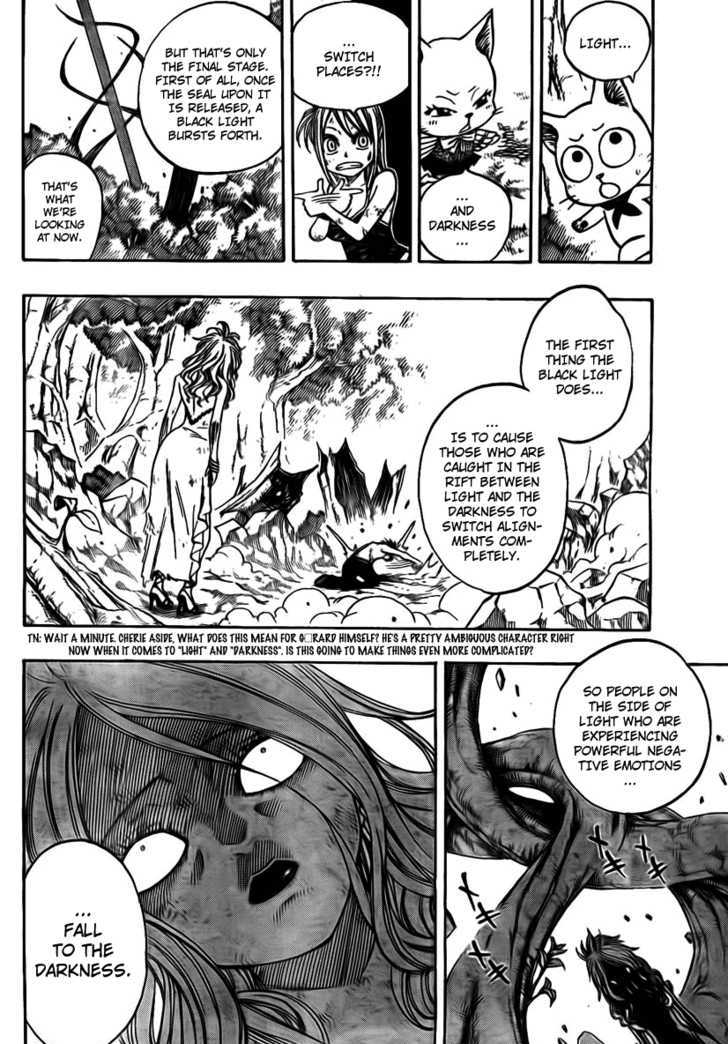 LIGHT...
...
AND
DARKNESS
...
...
SWITCH
PLACES?!!
BUT THAT'S ONLY
THE FINAL STAGE.
FIRST OF ALL, ONCE
THE SEAL UPON IT
IS RELEASED, A
BLACK LIGHT
BURSTS FORTH.
THAT'S
WHAT
WE'RE
LOOKING
AT NOW.
THE FIRST
THING THE
BLACK LIGHT
DOES...
...
IS TO CAUSE
THOSE WHO ARE
CAUGHT IN THE
RIFT BETWEEN
LIGHT AND THE
DARKNESS TO
SWITCH ALIGN-
MENTS COM-
PLETELY.
TN: WAIT A MINUTE. CHERIE ASIDE, WHAT DOES THIS MEAN FOR G□RARD HIMSELF? HE'S A PRETTY AMBIGUOUS CHARACTER RIGHT
NOW WHEN IT COMES TO "LIGHT" AND "DARKNESS". IS THIS GOING TO MAKE THINGS EVEN MORE COMPLICATED?
SO PEOPLE ON
THE SIDE OF
LIGHT WHO ARE
EXPERIENCING
POWERFUL NEGA-
TIVE EMOTIONS
...
...
FALL
TO THE
DARKNESS.